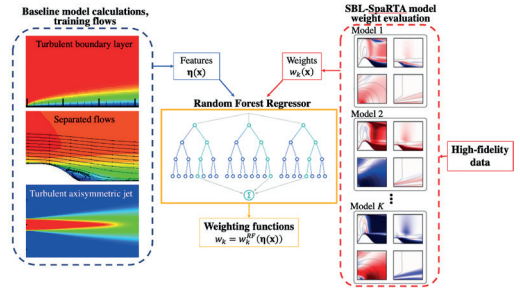 Baseline model calculations,
training flows
Turbulent boundary layer
Separated flows
Turbulent axisymmetric jet
Features
η(x)
Weights
wₖ(x)
Random Forest Regressor
Σ
Weighting functions
wₖ = wₖᴿᶠ(η(x))
SBL-SpaRTA model
weight evaluation
Model 1
Model 2
Model K
High-fidelity
data